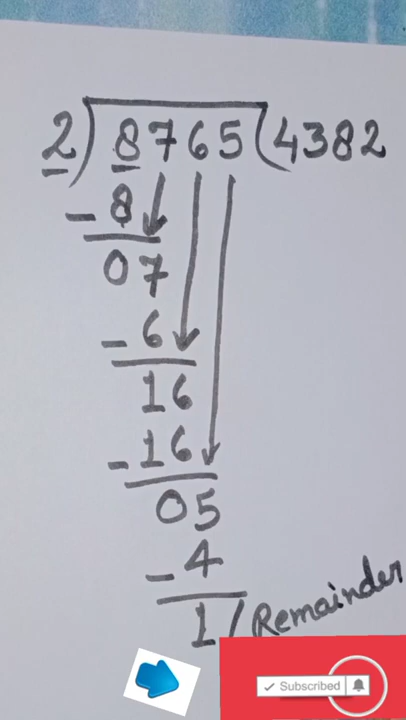 2) 8765 (4382
- 8
07
- 6
16
- 16
05
- 4
1/ Remainder
✓ Subscribed